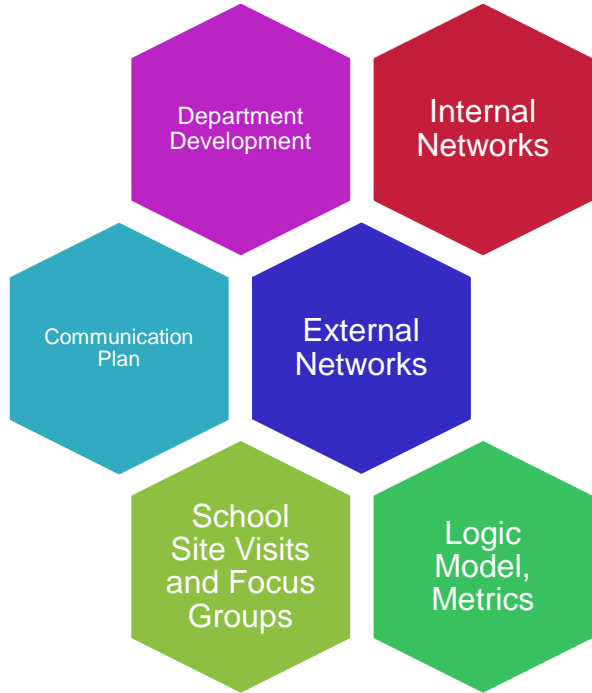 Department
Development
Internal
Networks
Communication
Plan
External
Networks
School
Site Visits
and Focus
Groups
Logic
Model,
Metrics